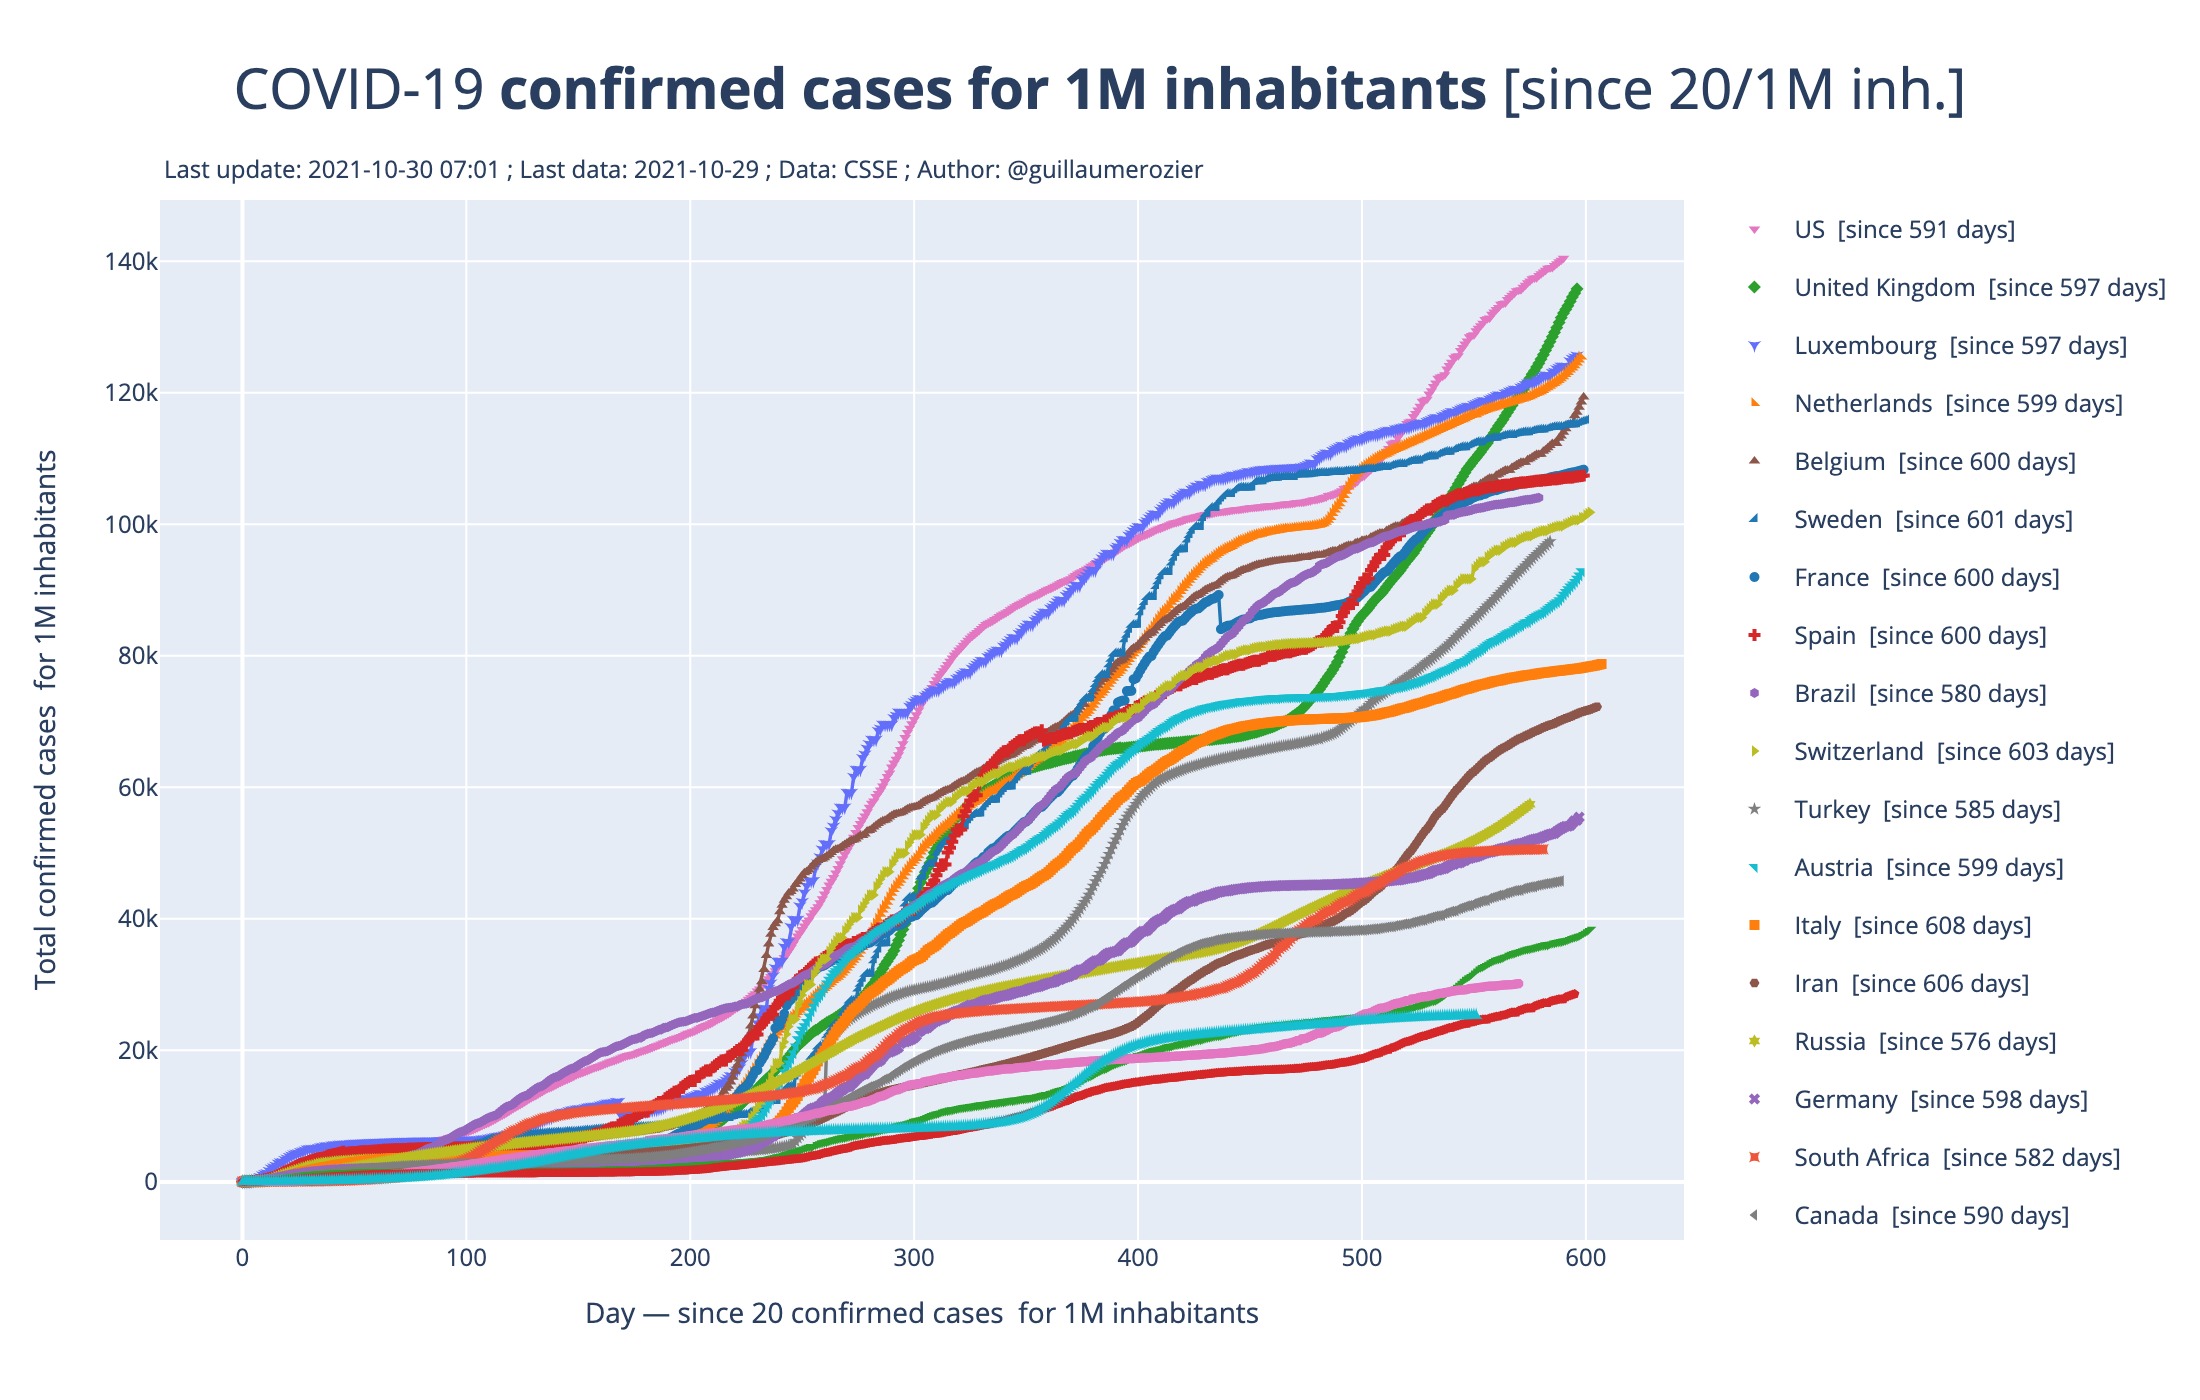 COVID-19 confirmed cases for 1M inhabitants [since 20/1M inh.]
Last update: 2021-10-30 07:01 ; Last data: 2021-10-29 ; Data: CSSE ; Author: @guillaumerozier
Total confirmed cases for 1M inhabitants
140k
120k
100k
80k
60k
40k
20k
0
0 100 200 300 400 500 600
Day — since 20 confirmed cases for 1M inhabitants
US [since 591 days]
United Kingdom [since 597 days]
Luxembourg [since 597 days]
Netherlands [since 599 days]
Belgium [since 600 days]
Sweden [since 601 days]
France [since 600 days]
Spain [since 600 days]
Brazil [since 580 days]
Switzerland [since 603 days]
Turkey [since 585 days]
Austria [since 599 days]
Italy [since 608 days]
Iran [since 606 days]
Russia [since 576 days]
Germany [since 598 days]
South Africa [since 582 days]
Canada [since 590 days]